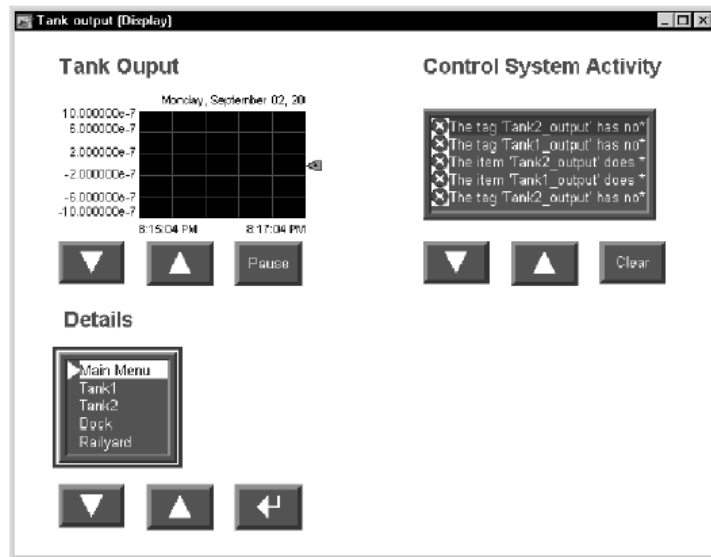 Tank output (Display)
Tank Ouput
Monday, September 02, 20
10.000000e-7
6.000000e-7
2.000000e-7
-2.000000e-7
-6.000000e-7
-10.000000e-7
8:15:04 PM 8:17:04 PM
Pause
Control System Activity
The tag 'Tank2_output' has no*
The tag 'Tank1_output' has no*
The item 'Tank2_output' does *
The item 'Tank1_output' does *
The tag 'Tank2_output' has no*
Clear
Details
Main Menu
Tank1
Tank2
Dock
Railyard